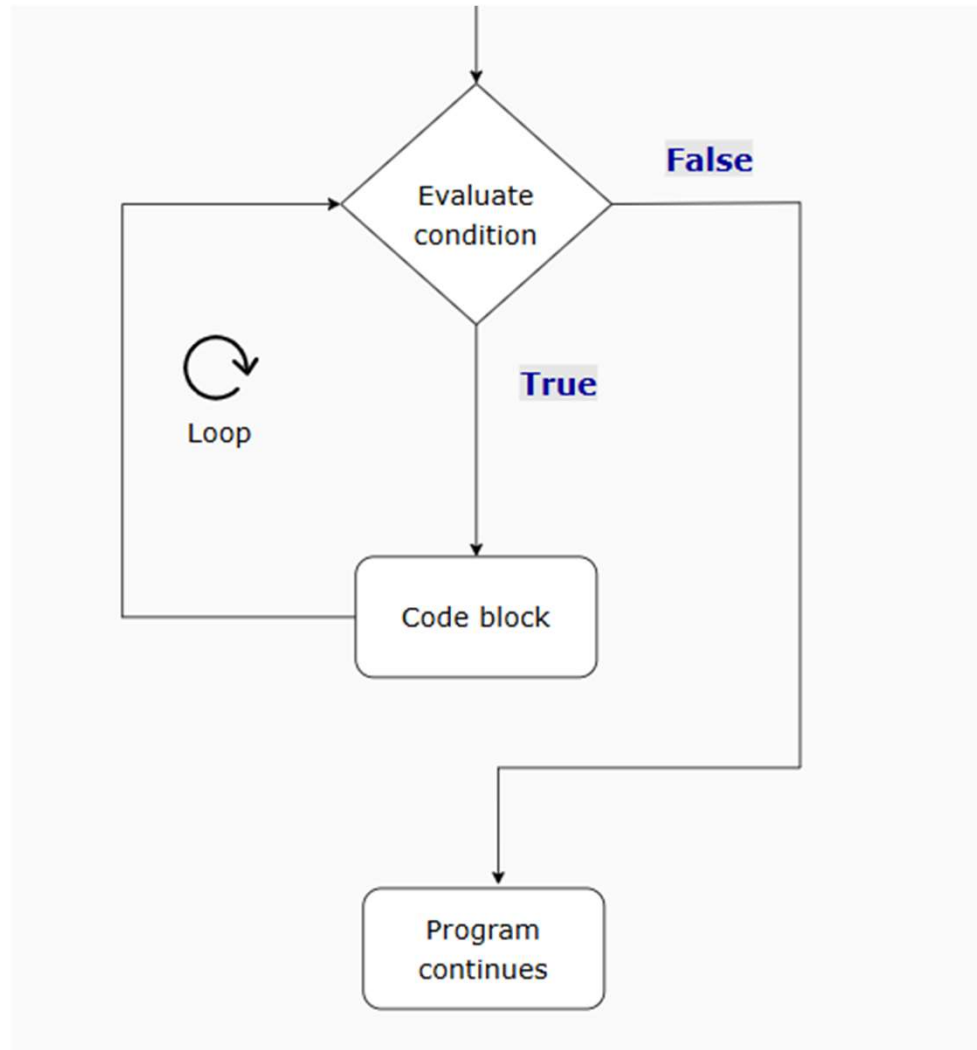 False
Evaluate
condition
True
Loop
Code block
Program
continues